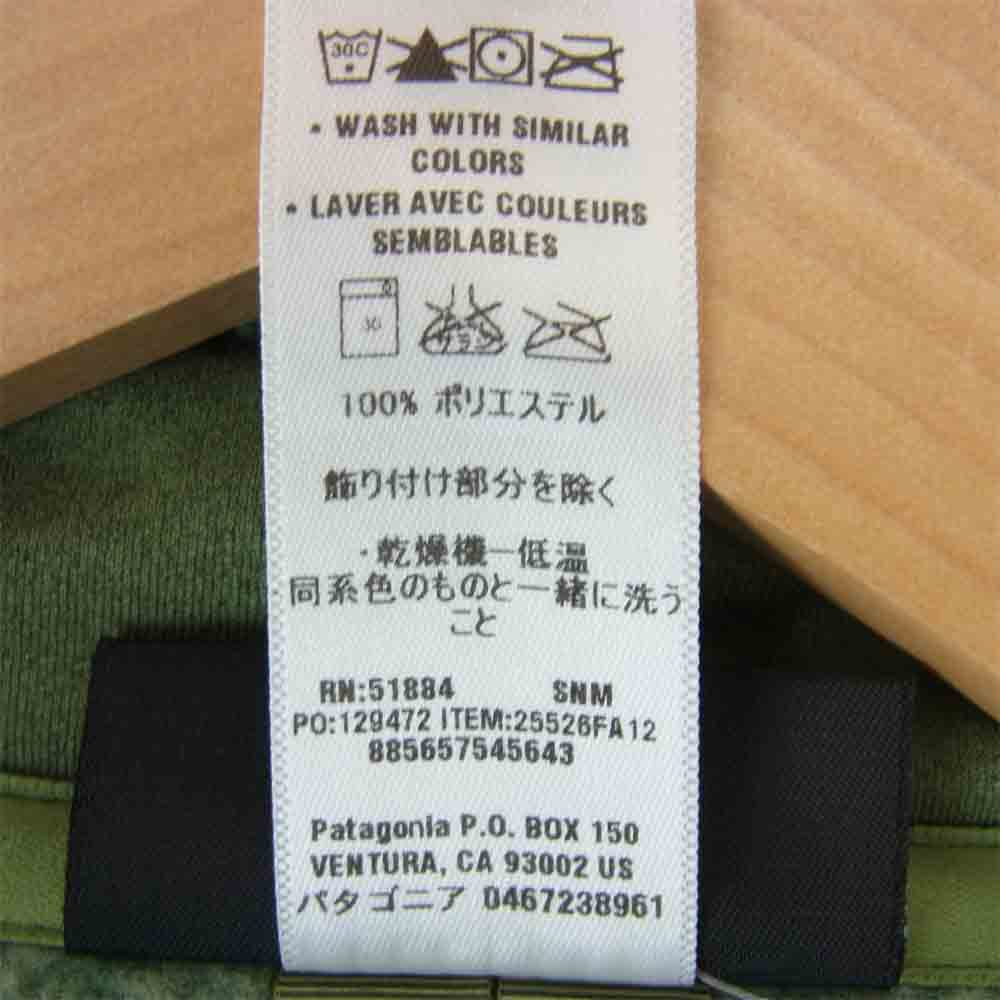 30C
• WASH WITH SIMILAR
COLORS
• LAVER AVEC COULEURS
SEMBLABLES
30
100% ポリエステル
飾り付け部分を除く
・乾燥機一低温
同系色のものと一緒に洗う
こと
RN:51884 SNM
PO:129472 ITEM:25526FA12
885657545643
Patagonia P.O. BOX 150
VENTURA, CA 93002 US
パタゴニア 0467238961